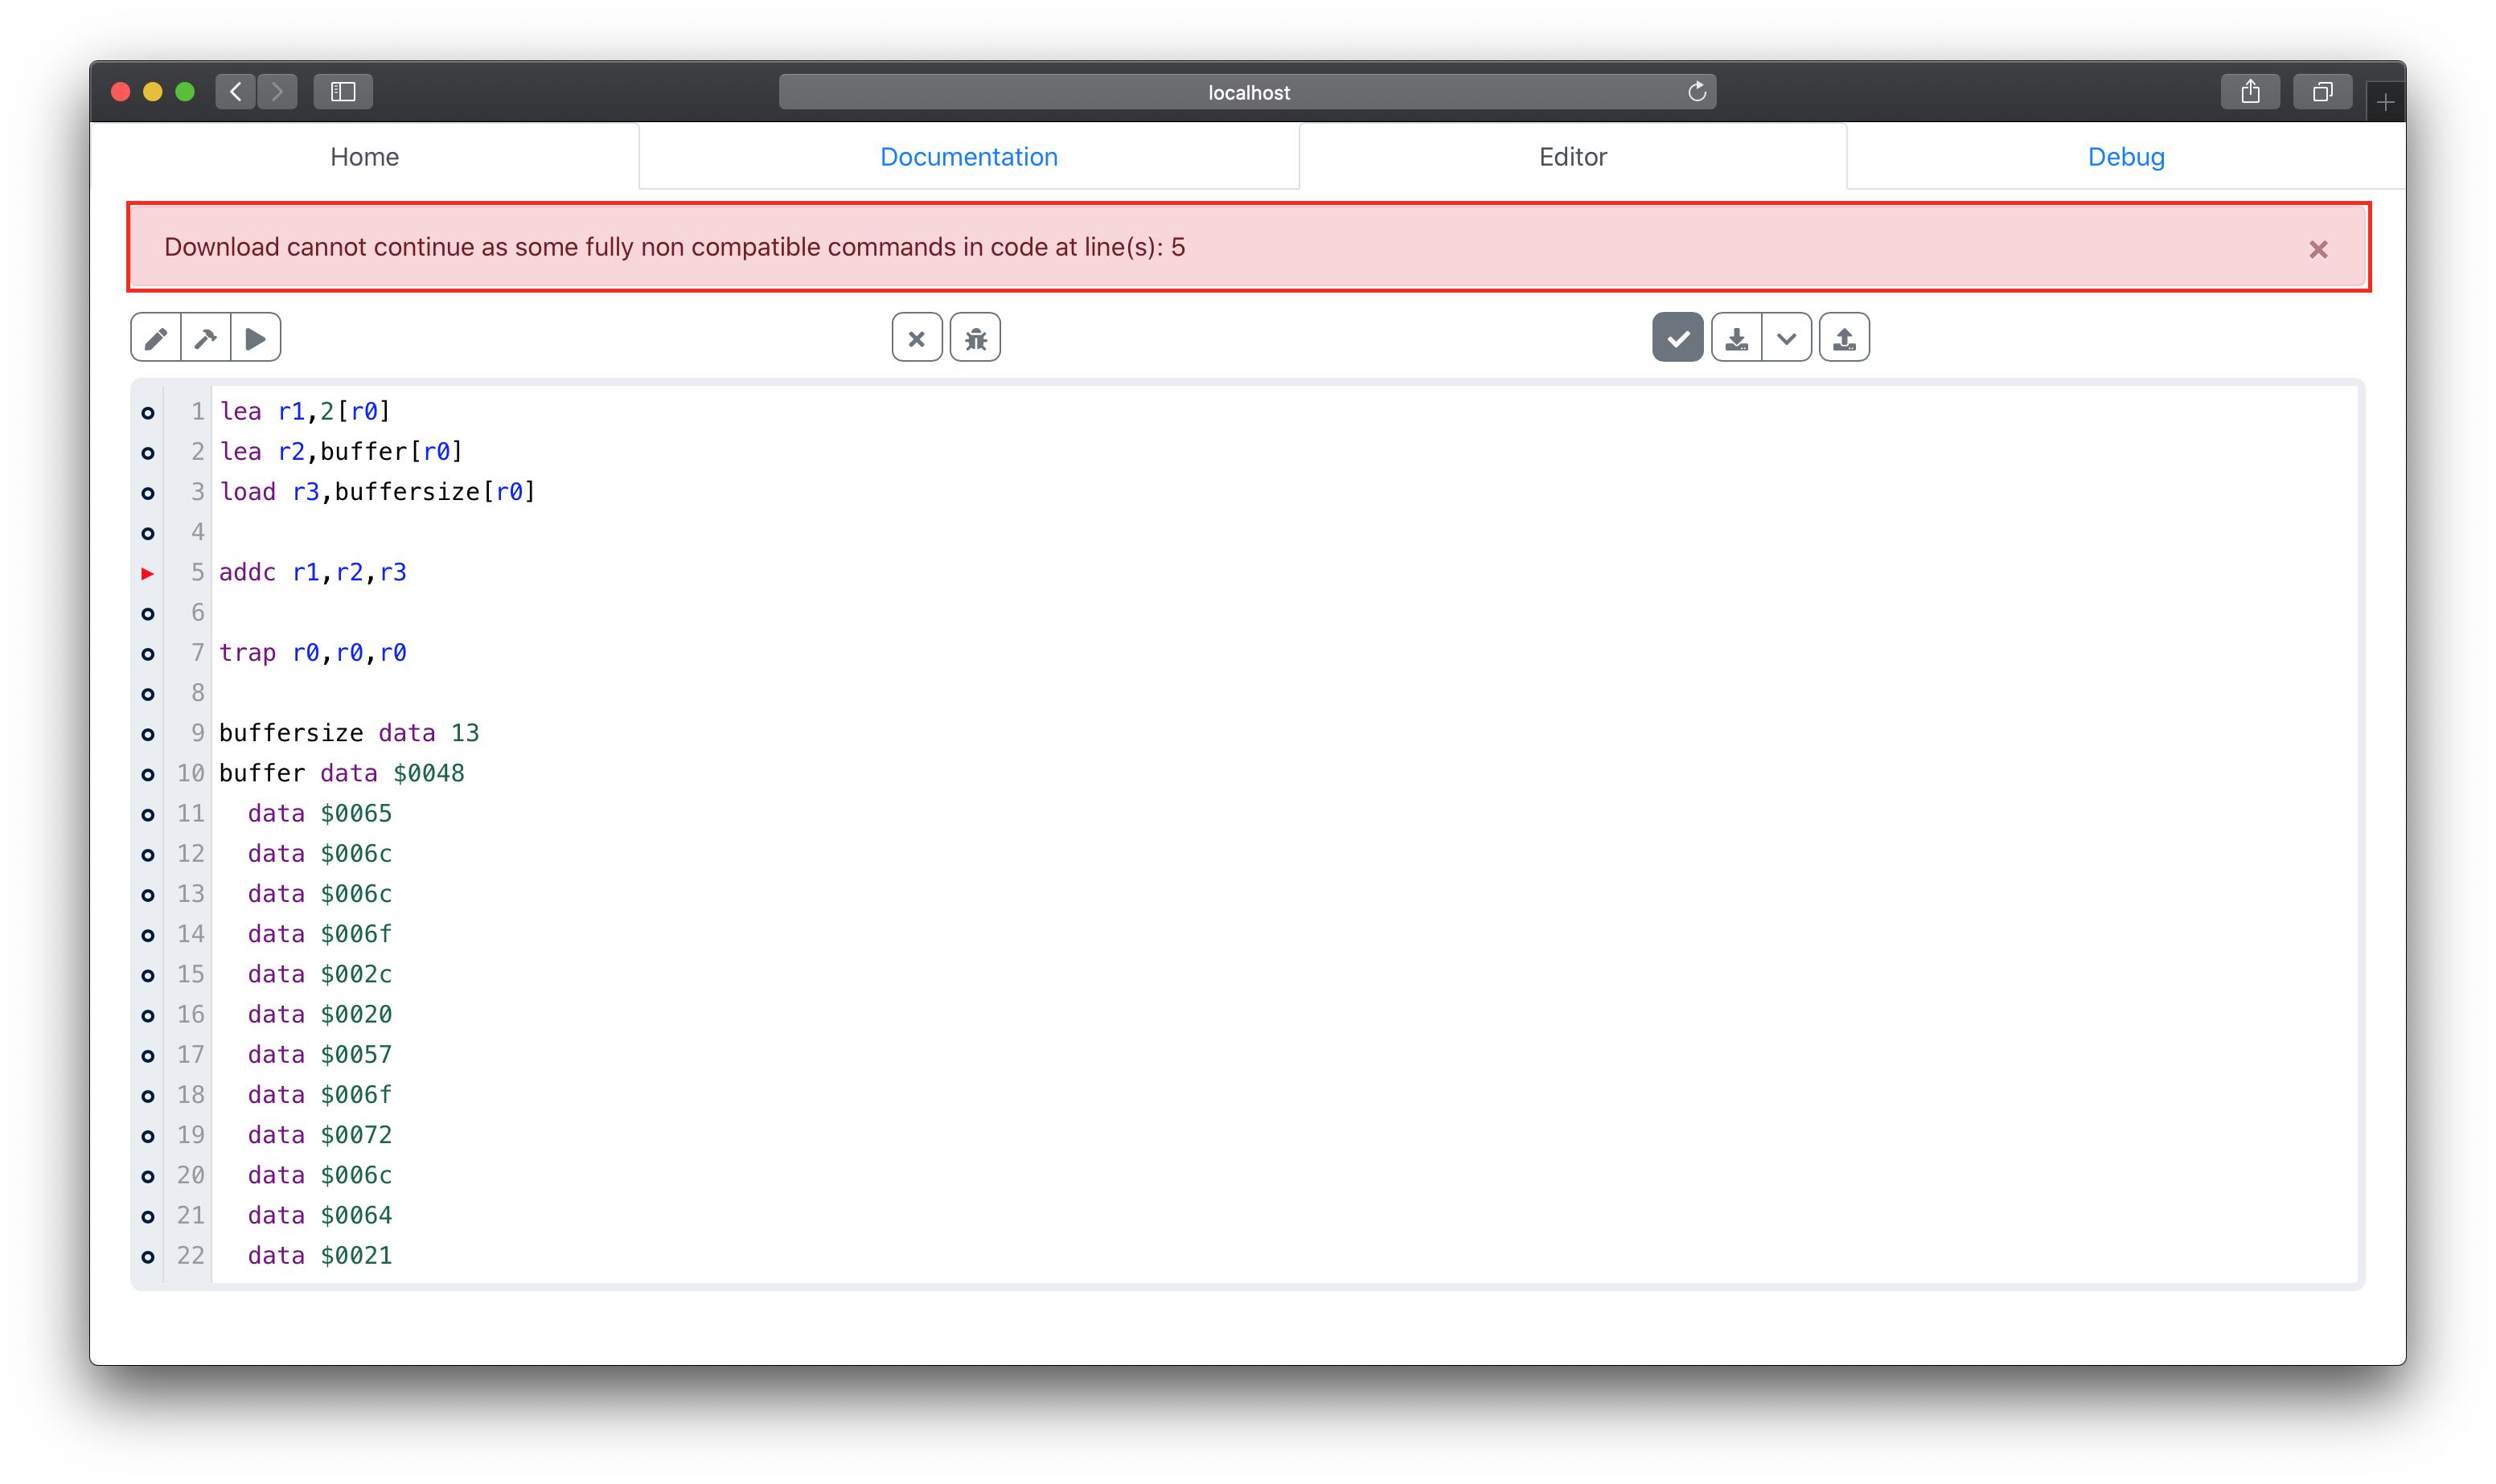 localhost
Home Documentation Editor Debug
Download cannot continue as some fully non compatible commands in code at line(s): 5
1 lea r1,2[r0]
2 lea r2,buffer[r0]
3 load r3,buffersize[r0]
4
5 addc r1,r2,r3
6
7 trap r0,r0,r0
8
9 buffersize data 13
10 buffer data $0048
11 data $0065
12 data $006c
13 data $006c
14 data $006f
15 data $002c
16 data $0020
17 data $0057
18 data $006f
19 data $0072
20 data $006c
21 data $0064
22 data $0021